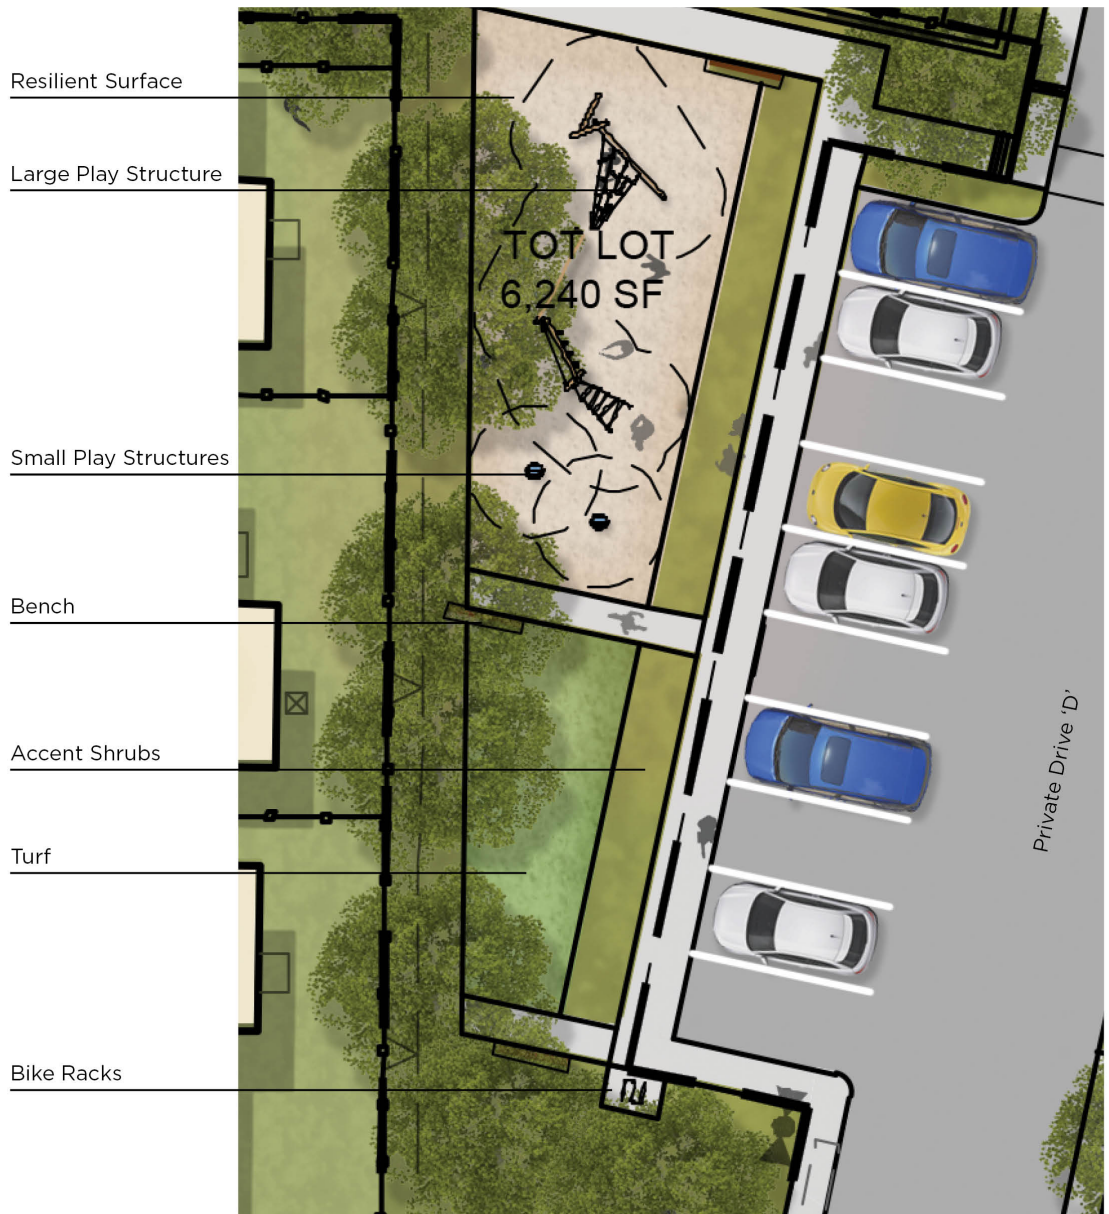 Resilient Surface
Large Play Structure
TOT LOT
6,240 SF
Small Play Structures
Bench
Accent Shrubs
Private Drive 'D'
Turf
Bike Racks